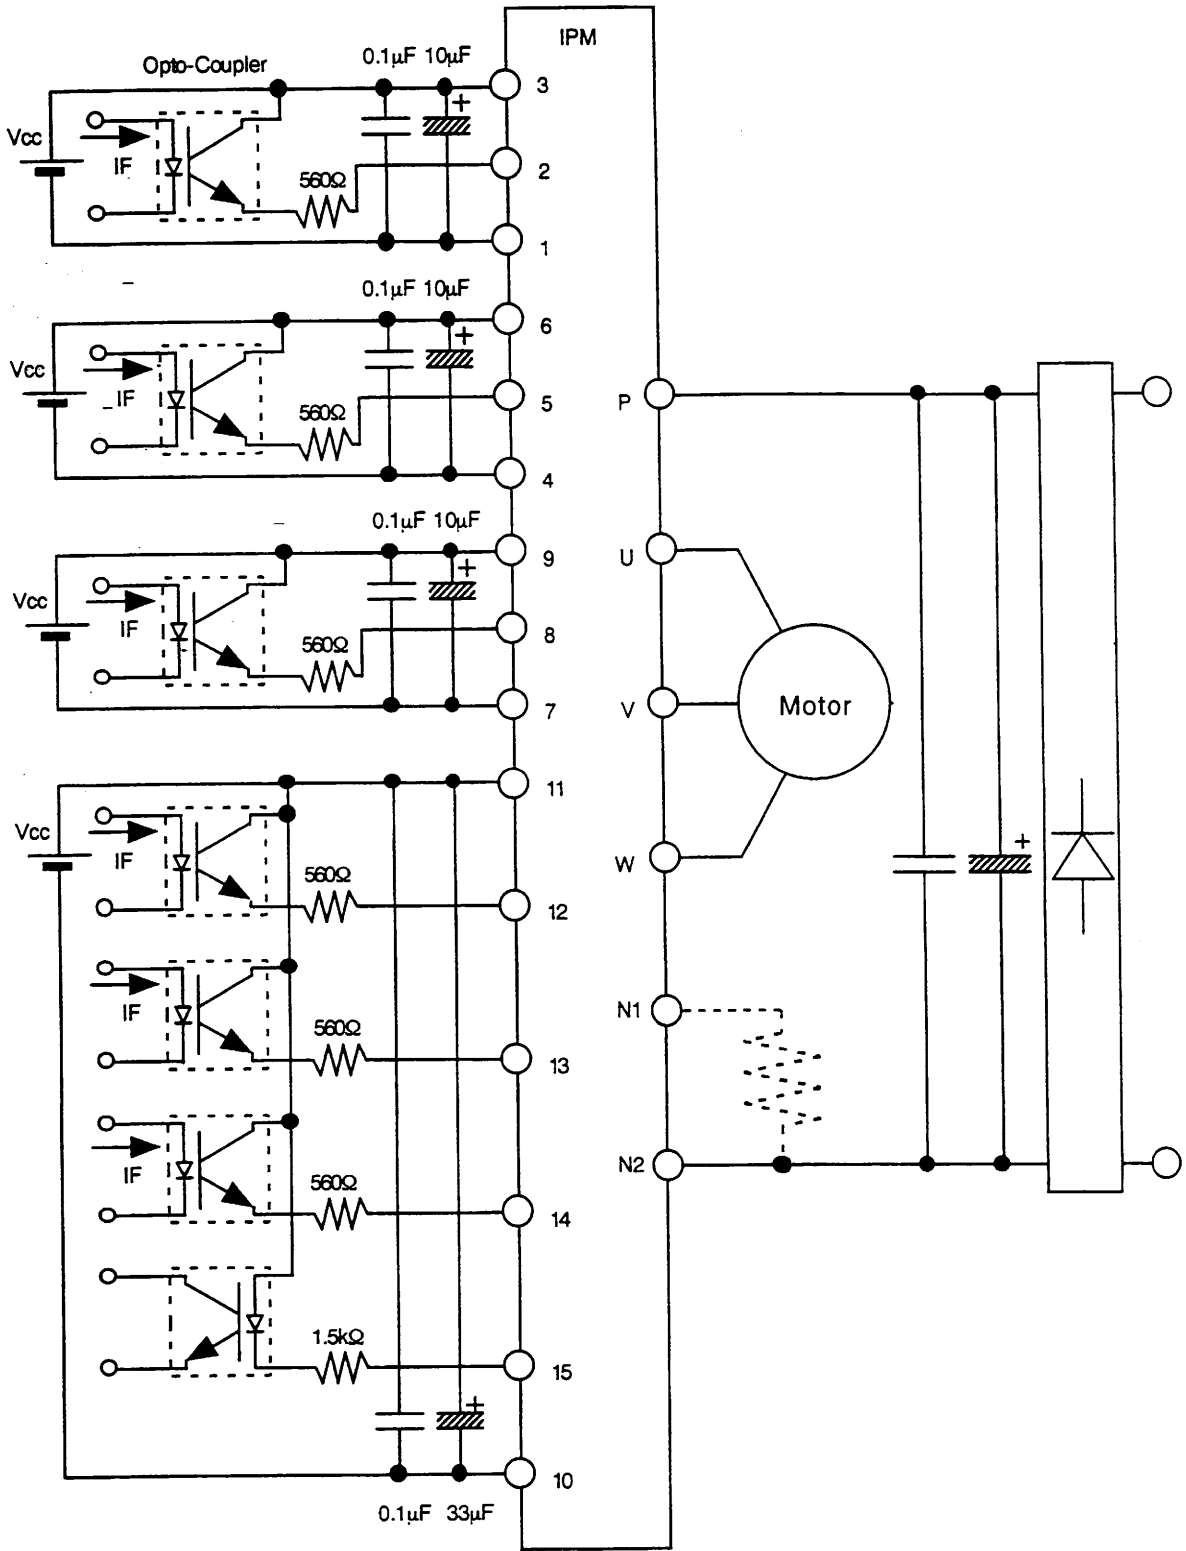 IPM
Opto-Coupler
0.1µF 10µF
3
Vcc
IF
560Ω
2
1
0.1µF 10µF
6
Vcc
IF
560Ω
5
4
0.1µF 10µF
9
Vcc
IF
560Ω
8
7
11
Vcc
IF
560Ω
12
IF
560Ω
13
IF
560Ω
14
1.5kΩ
15
10
0.1µF 33µF
P
U
V
Motor
W
N1
N2
+
+
+
+
+